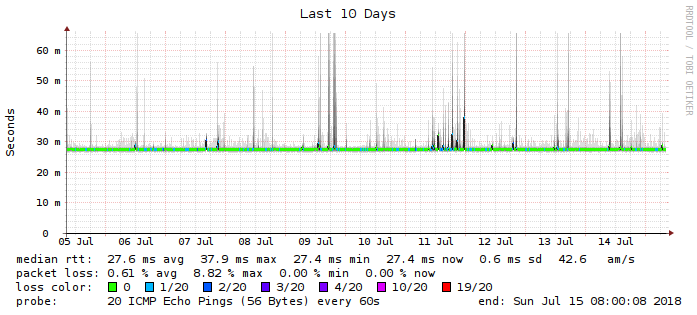 Last 10 Days
RRDTOOL / TOBI OETIKER
Seconds
60 m
50 m
40 m
30 m
20 m
10 m
0
05 Jul 06 Jul 07 Jul 08 Jul 09 Jul 10 Jul 11 Jul 12 Jul 13 Jul 14 Jul
median rtt: 27.6 ms avg 37.9 ms max 27.4 ms min 27.4 ms now 0.6 ms sd 42.6 am/s
packet loss: 0.61 % avg 8.82 % max 0.00 % min 0.00 % now
loss color: 0 1/20 2/20 3/20 4/20 10/20 19/20
probe: 20 ICMP Echo Pings (56 Bytes) every 60s end: Sun Jul 15 08:00:08 2018